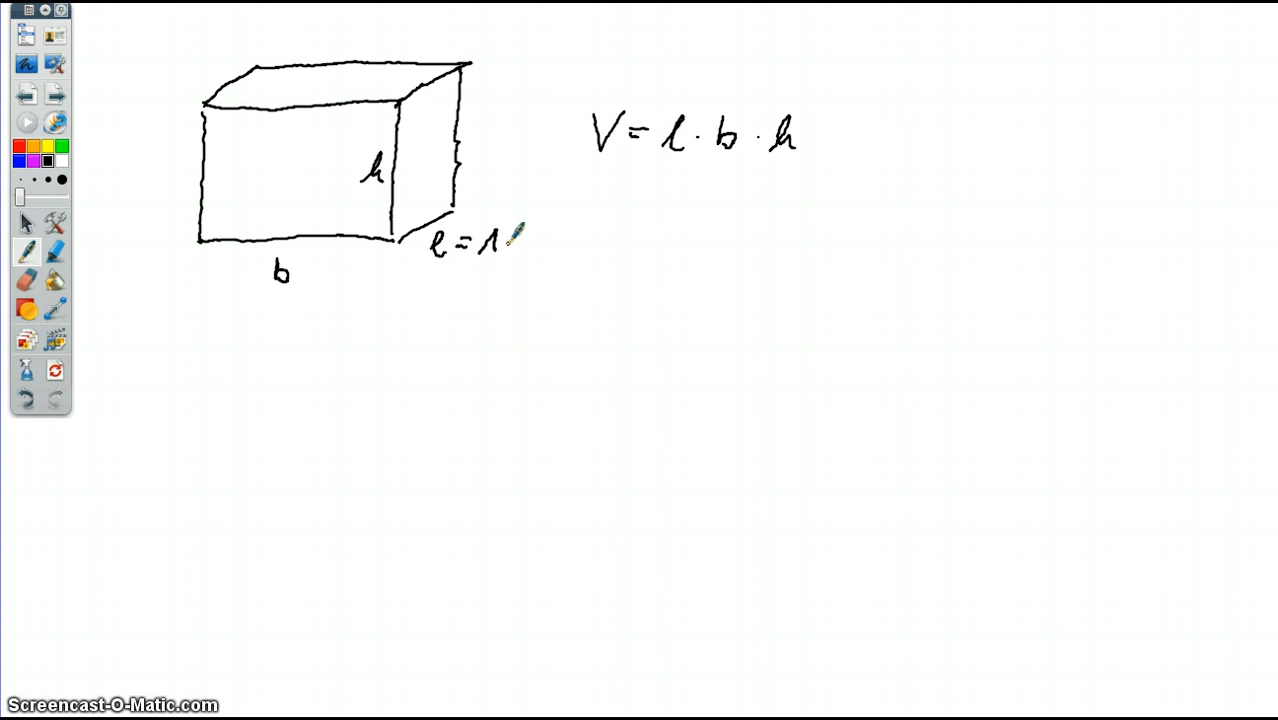 V = l · b · h
h
l = 1
b
Screencast-O-Matic.com